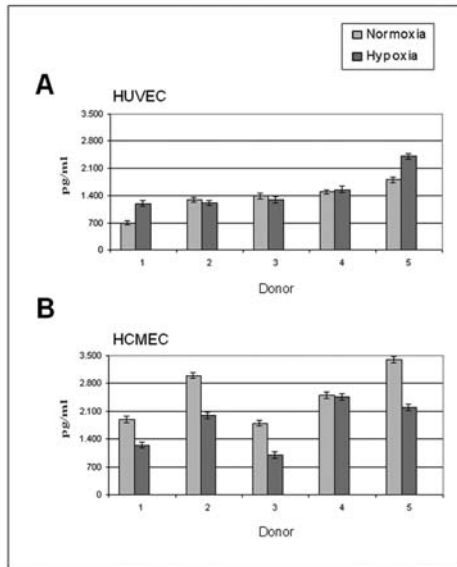 Normoxia
Hypoxia
A
HUVEC
3.500
2.800
2.100
1.400
700
0
pg/ml
1 2 3 4 5
Donor
B
HCMEC
3.500
2.800
2.100
1.400
700
0
pg/ml
1 2 3 4 5
Donor